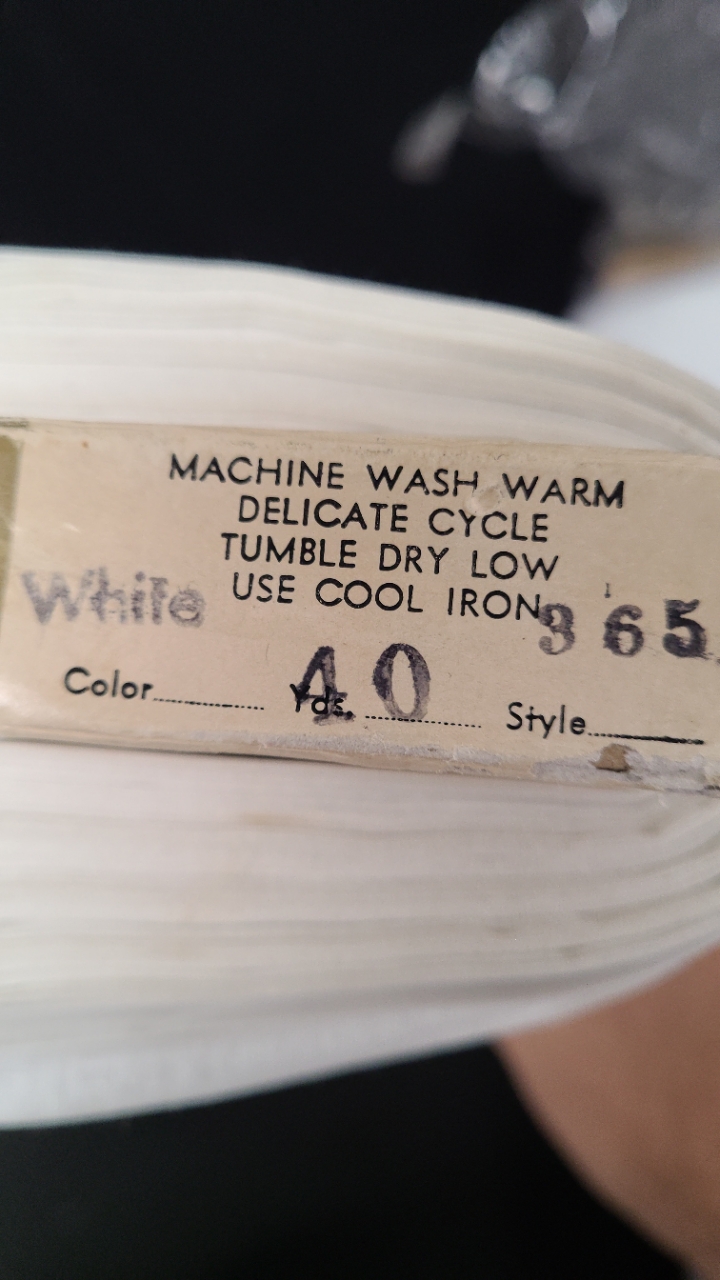 MACHINE WASH WARM
DELICATE CYCLE
TUMBLE DRY LOW
USE COOL IRON
White 40 365
Color Yds. Style